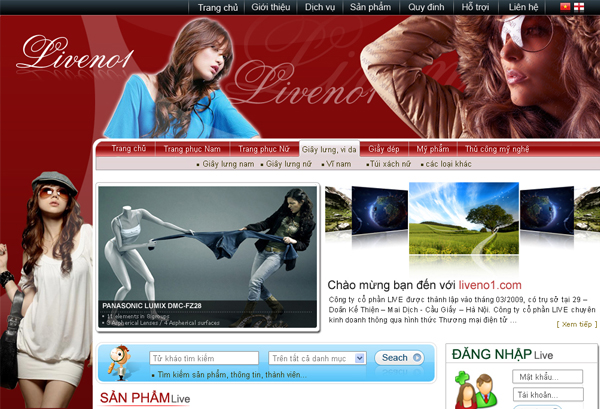 Trang chủ Giới thiệu Dịch vụ Sản phẩm Quy đinh Hỗ trợi Liên hệ
Liveno1
Liveno1
Trang chủ Trang phục Nam Trang phục Nữ Giầy lưng, vi da Giầy dép Mỹ phẩm Thủ công mỹ nghệ
Giầy lưng nam Giầy lưng nữ Ví nam Túi xách nữ các loại khác
PANASONIC LUMIX DMC-FZ28
11 elements in 8 groups
3 Aspherical Lenses / 4 Aspherical surfaces
Chào mừng bạn đến với liveno1.com
Công ty cổ phần LIVE được thành lập vào tháng 03/2009, có trụ sở tại 29 –
Doãn Kế Thiện – Mai Dịch - Cầu Giấy – Hà Nội. Công ty cổ phần LIVE chuyên
kinh doanh thông qua hình thức Thương mại điện tử ...
[ Xem tiếp ]
Từ kháo tìm kiếm Trên tất cả danh mục Seach
Tìm kiếm sản phẩm, thông tin, thành viên...
ĐĂNG NHẬP Live
Mật khẩu...
Tài khoản...
SẢN PHẨM Live